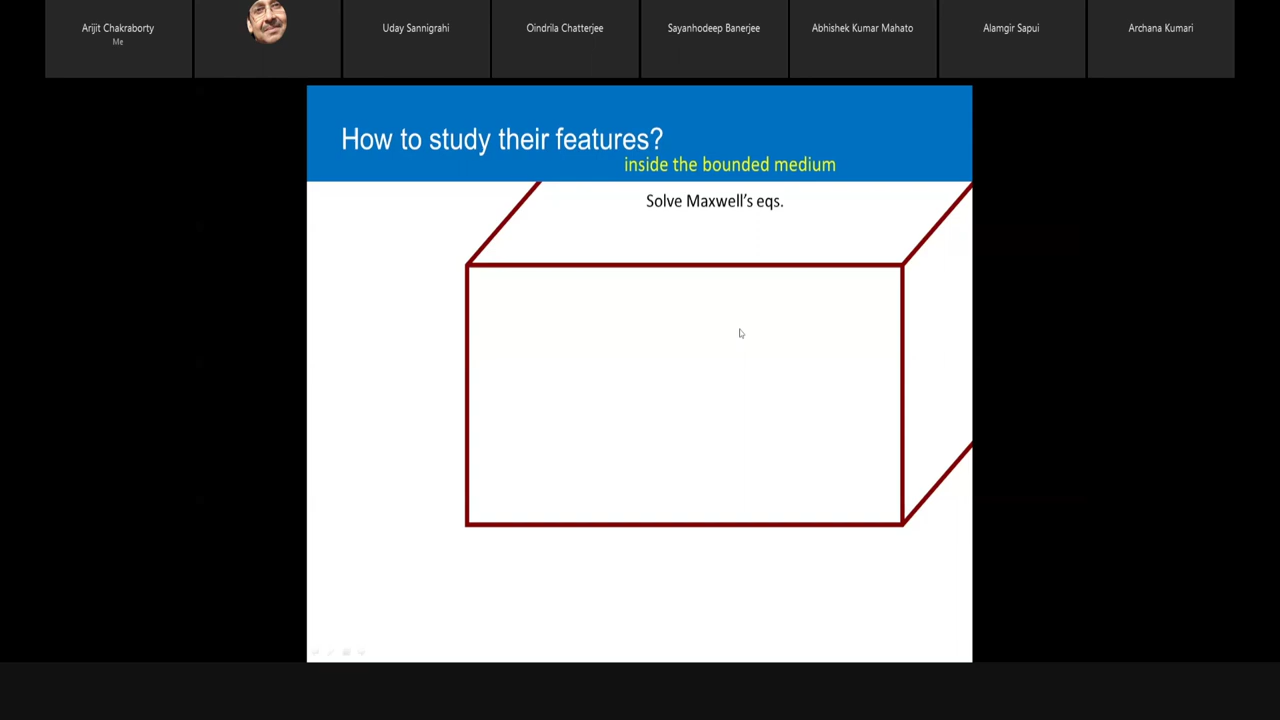 Arijit Chakraborty
Me
Uday Sannigrahi
Oindrila Chatterjee
Sayanhodeep Banerjee
Abhishek Kumar Mahato
Alamgir Sapui
Archana Kumari
How to study their features?
inside the bounded medium
Solve Maxwell's eqs.